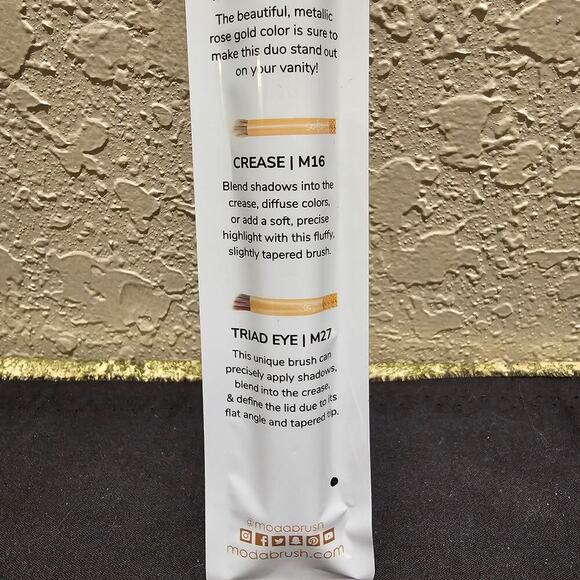 The beautiful, metallic
rose gold color is sure to
make this duo stand out
on your vanity!
CREASE | M16
Blend shadows into the
crease, diffuse colors,
or add a soft, precise
highlight with this fluffy,
slightly tapered brush.
TRIAD EYE | M27
This unique brush can
precisely apply shadows,
blend into the crease,
& define the lid due to its
flat angle and tapered tip.
@modabrush
modabrush.com